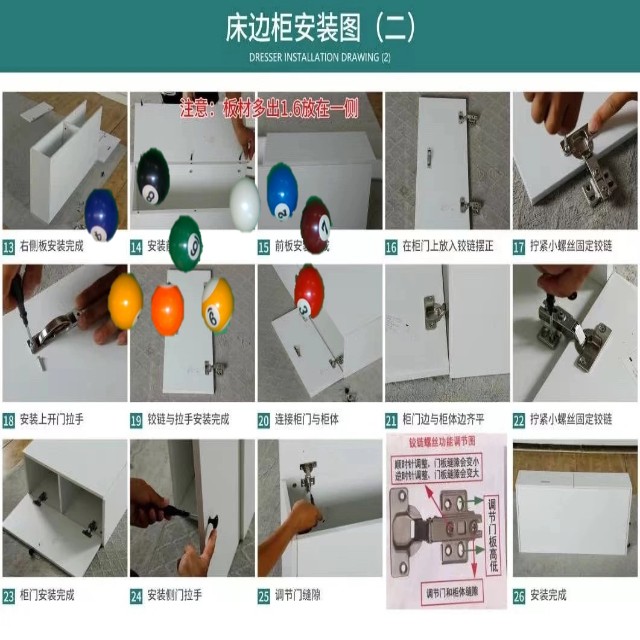 床边柜安装图（二）
DRESSER INSTALLATION DRAWING (2)
注意：板材多出1.6放在一侧
13 右侧板安装完成
14 安装
15 前板安
16 在柜门上放入铰链摆正
17 拧紧小螺丝固定铰链
18 安装上开门拉手
19 铰链与拉手安装完成
20 连接柜门与柜体
21 柜门边与柜体边齐平
22 拧紧小螺丝固定铰链
铰链螺丝功能调节图
顺时针调整、门板缝隙会变小
逆时针调整、门板缝隙会变大
调节门板高低
调节门和柜体缝隙
23 柜门安装完成
24 安装侧门拉手
25 调节门缝隙
26 安装完成
8
2
7
6
3